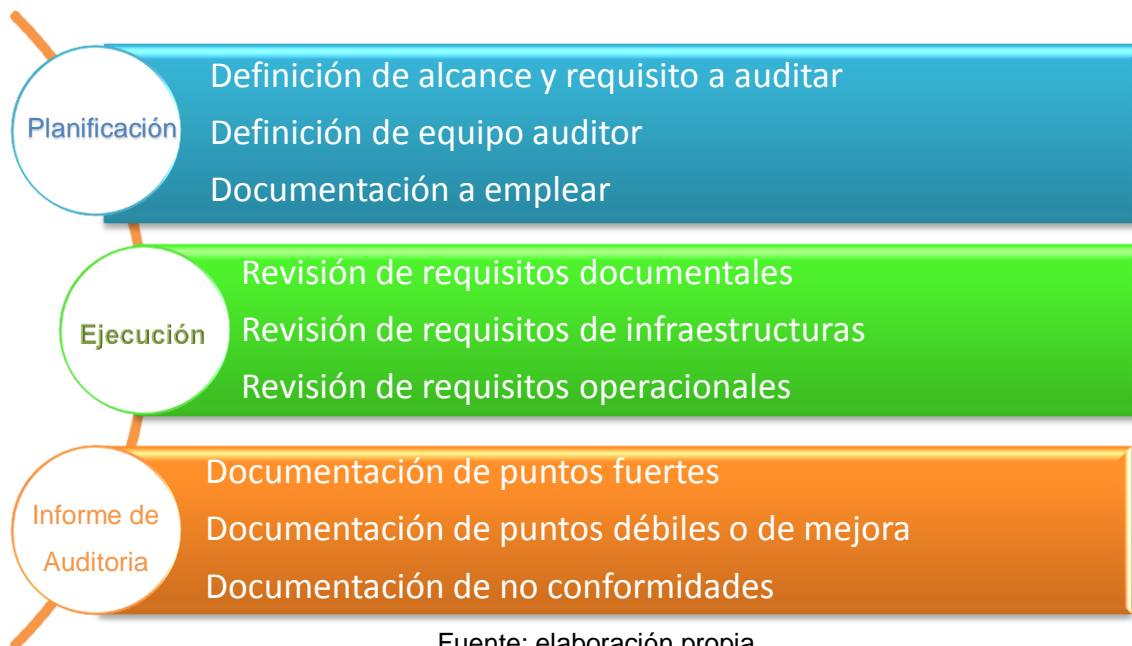 Planificación
Definición de alcance y requisito a auditar
Definición de equipo auditor
Documentación a emplear
Ejecución
Revisión de requisitos documentales
Revisión de requisitos de infraestructuras
Revisión de requisitos operacionales
Informe de
Auditoria
Documentación de puntos fuertes
Documentación de puntos débiles o de mejora
Documentación de no conformidades
Fuente: elaboración propia